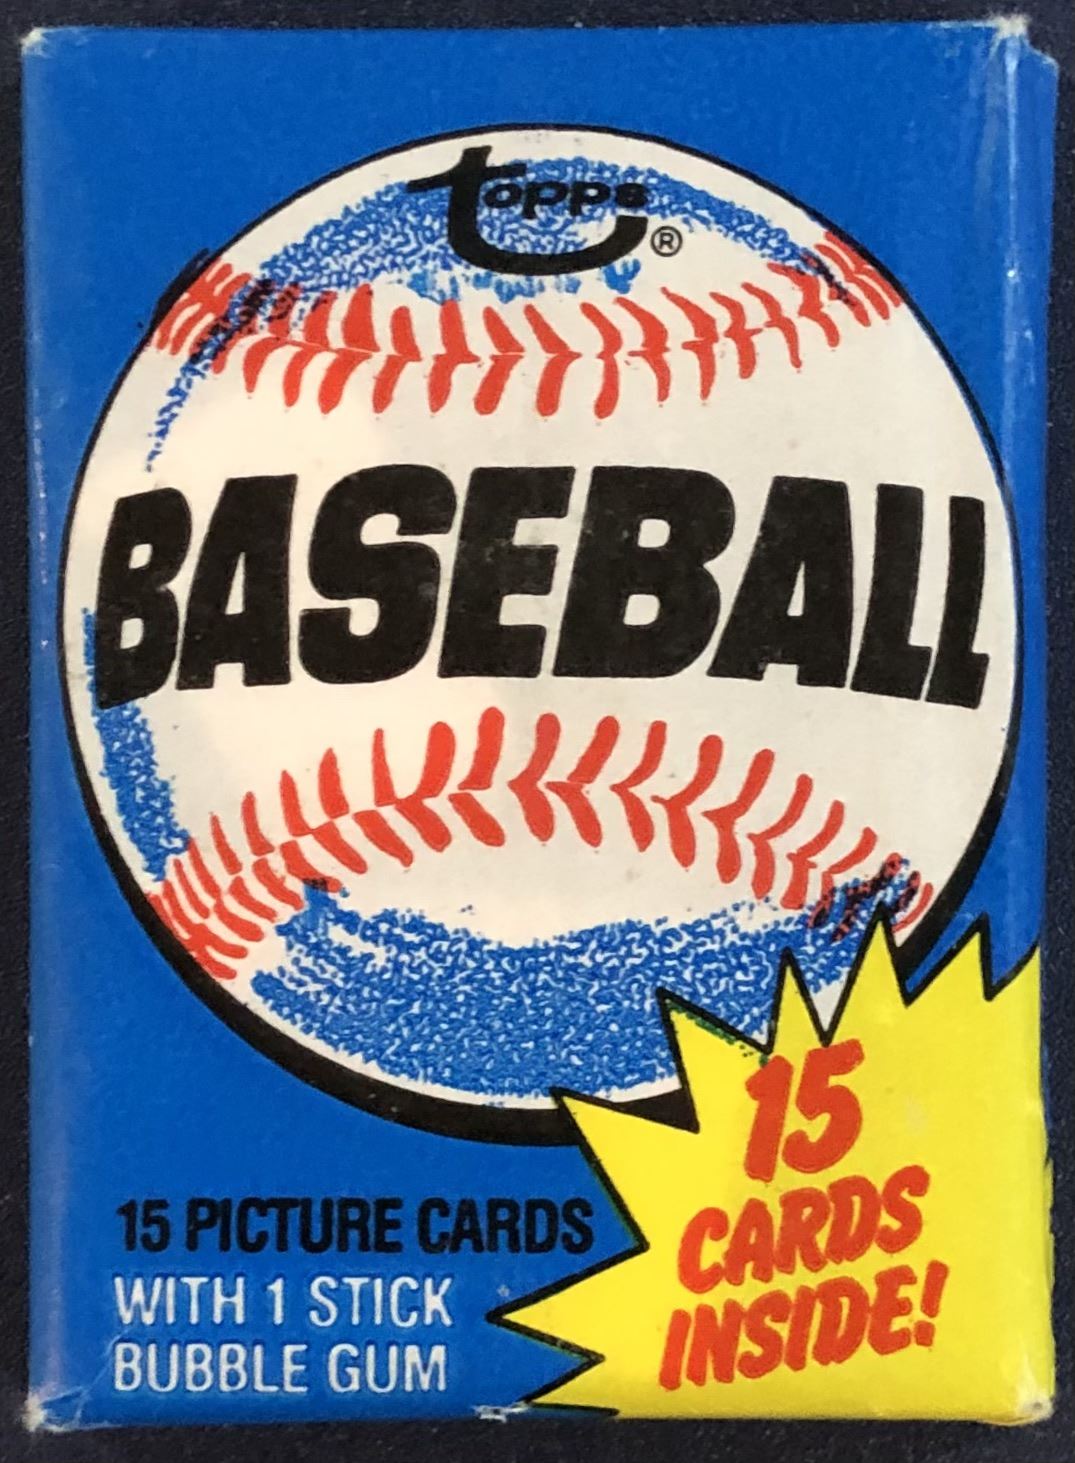 topps®
BASEBALL
15 PICTURE CARDS
WITH 1 STICK
BUBBLE GUM
15
CARDS
INSIDE!